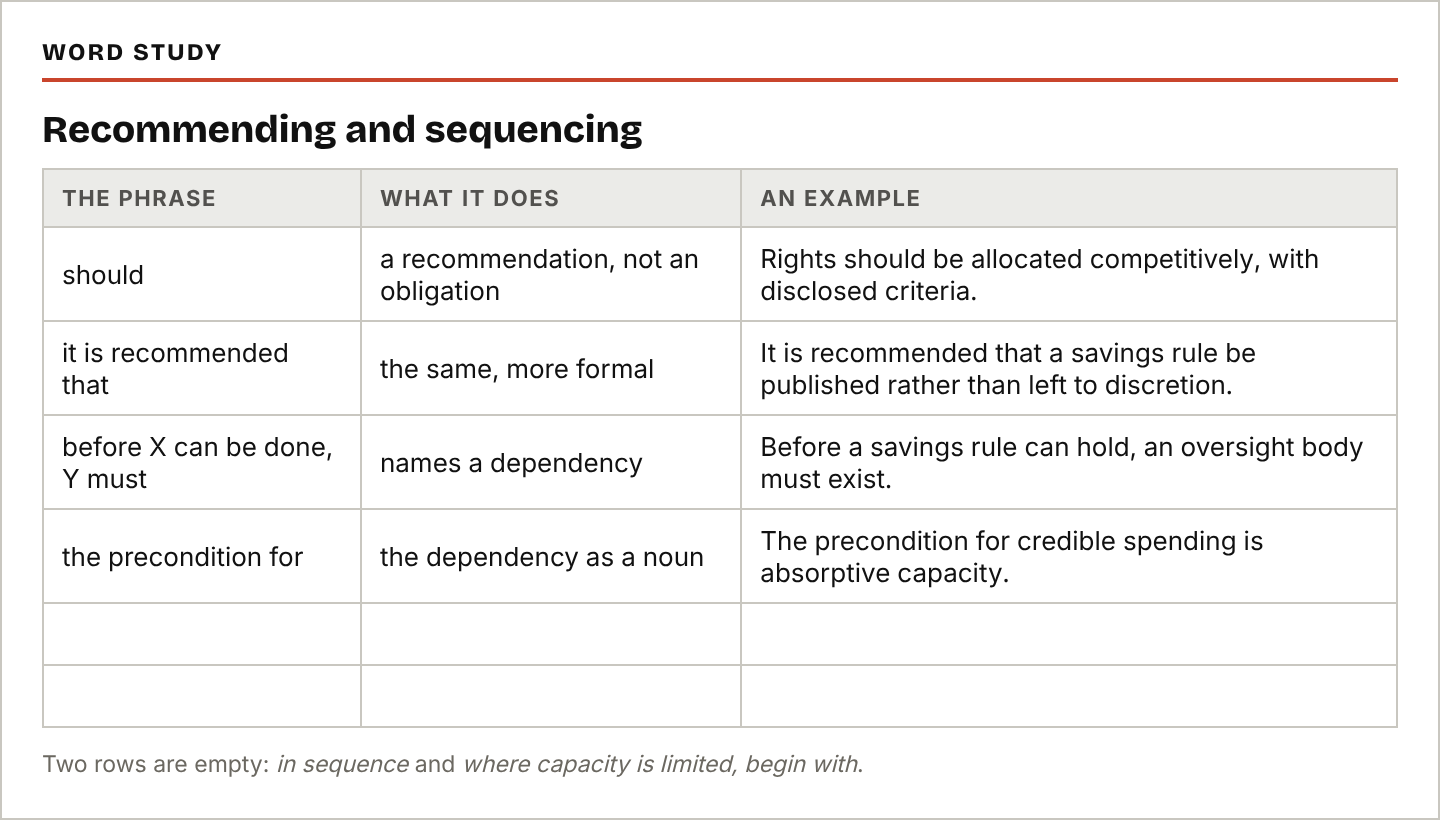 WORD STUDY
Recommending and sequencing
THE PHRASE
WHAT IT DOES
AN EXAMPLE
should
a recommendation, not an
obligation
Rights should be allocated competitively, with
disclosed criteria.
it is recommended
that
the same, more formal
It is recommended that a savings rule be
published rather than left to discretion.
before X can be done,
Y must
names a dependency
Before a savings rule can hold, an oversight body
must exist.
the precondition for
the dependency as a noun
The precondition for credible spending is
absorptive capacity.
Two rows are empty: in sequence and where capacity is limited, begin with.